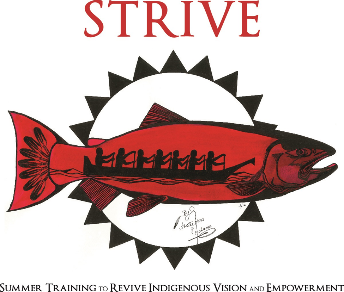 STRIVE
SUMMER TRAINING TO REVIVE INDIGENOUS VISION AND EMPOWERMENT